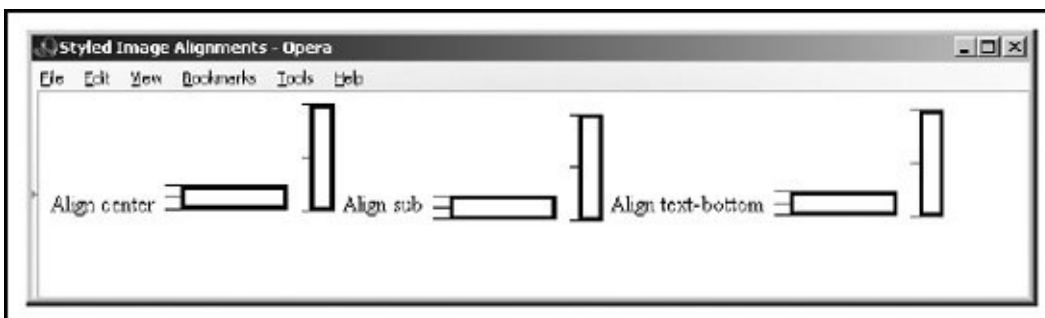 Styled Image Alignments - Opera
File Edit View Bookmarks Tools Help
Align center Align sub Align text-bottom